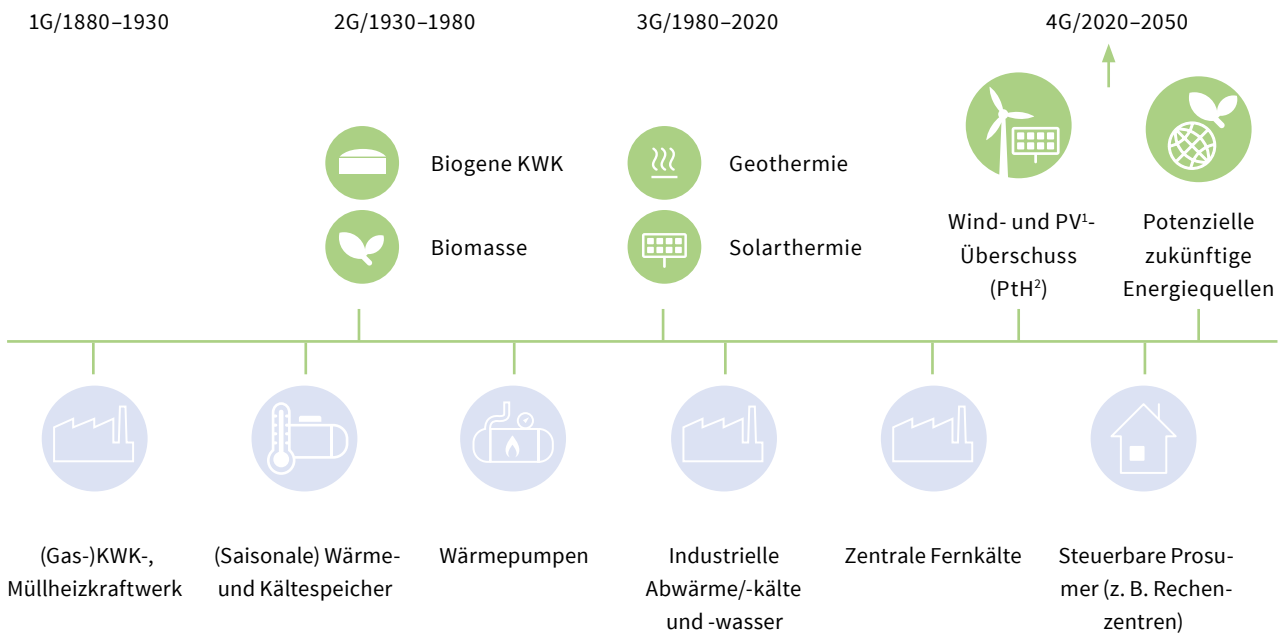 1G/1880–1930
2G/1930–1980
3G/1980–2020
4G/2020–2050
Biogene KWK
Biomasse
Geothermie
Solarthermie
Wind- und PV¹-
Überschuss
(PtH²)
Potenzielle
zukünftige
Energiequellen
(Gas-)KWK-,
Müllheizkraftwerk
(Saisonale) Wärme-
und Kältespeicher
Wärmepumpen
Industrielle
Abwärme/-kälte
und -wasser
Zentrale Fernkälte
Steuerbare Prosu-
mer (z. B. Rechen-
zentren)